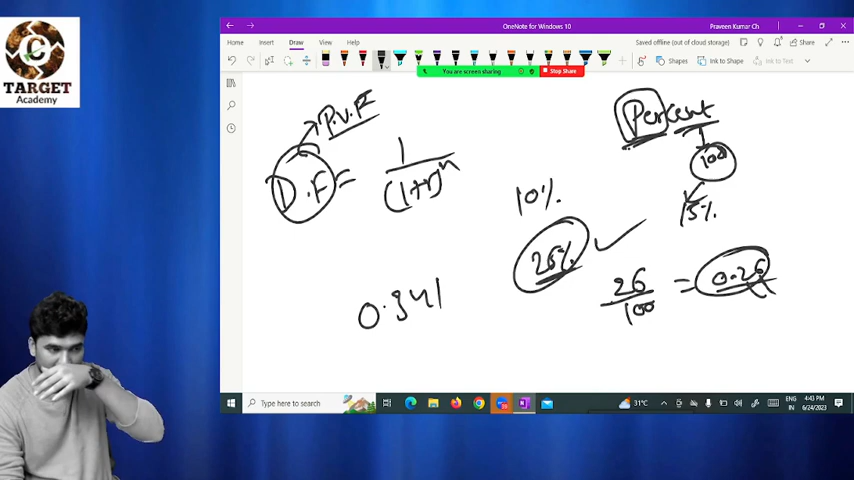 TARGET
Academy
OneNote for Windows 10
Praveen Kumar Ch
Home Insert Draw View Help
Saved offline (out of cloud storage)
Share
You are screen sharing
Stop Share
Shapes
Ink to Shape
Ink to Text
P.V.F
D.F =
1
(1+r)^n
Percent
100
15%
10%
26%
26
100
= 0.26
0.341
Type here to search
31°C
ENG
IN
4:43 PM
6/24/2023